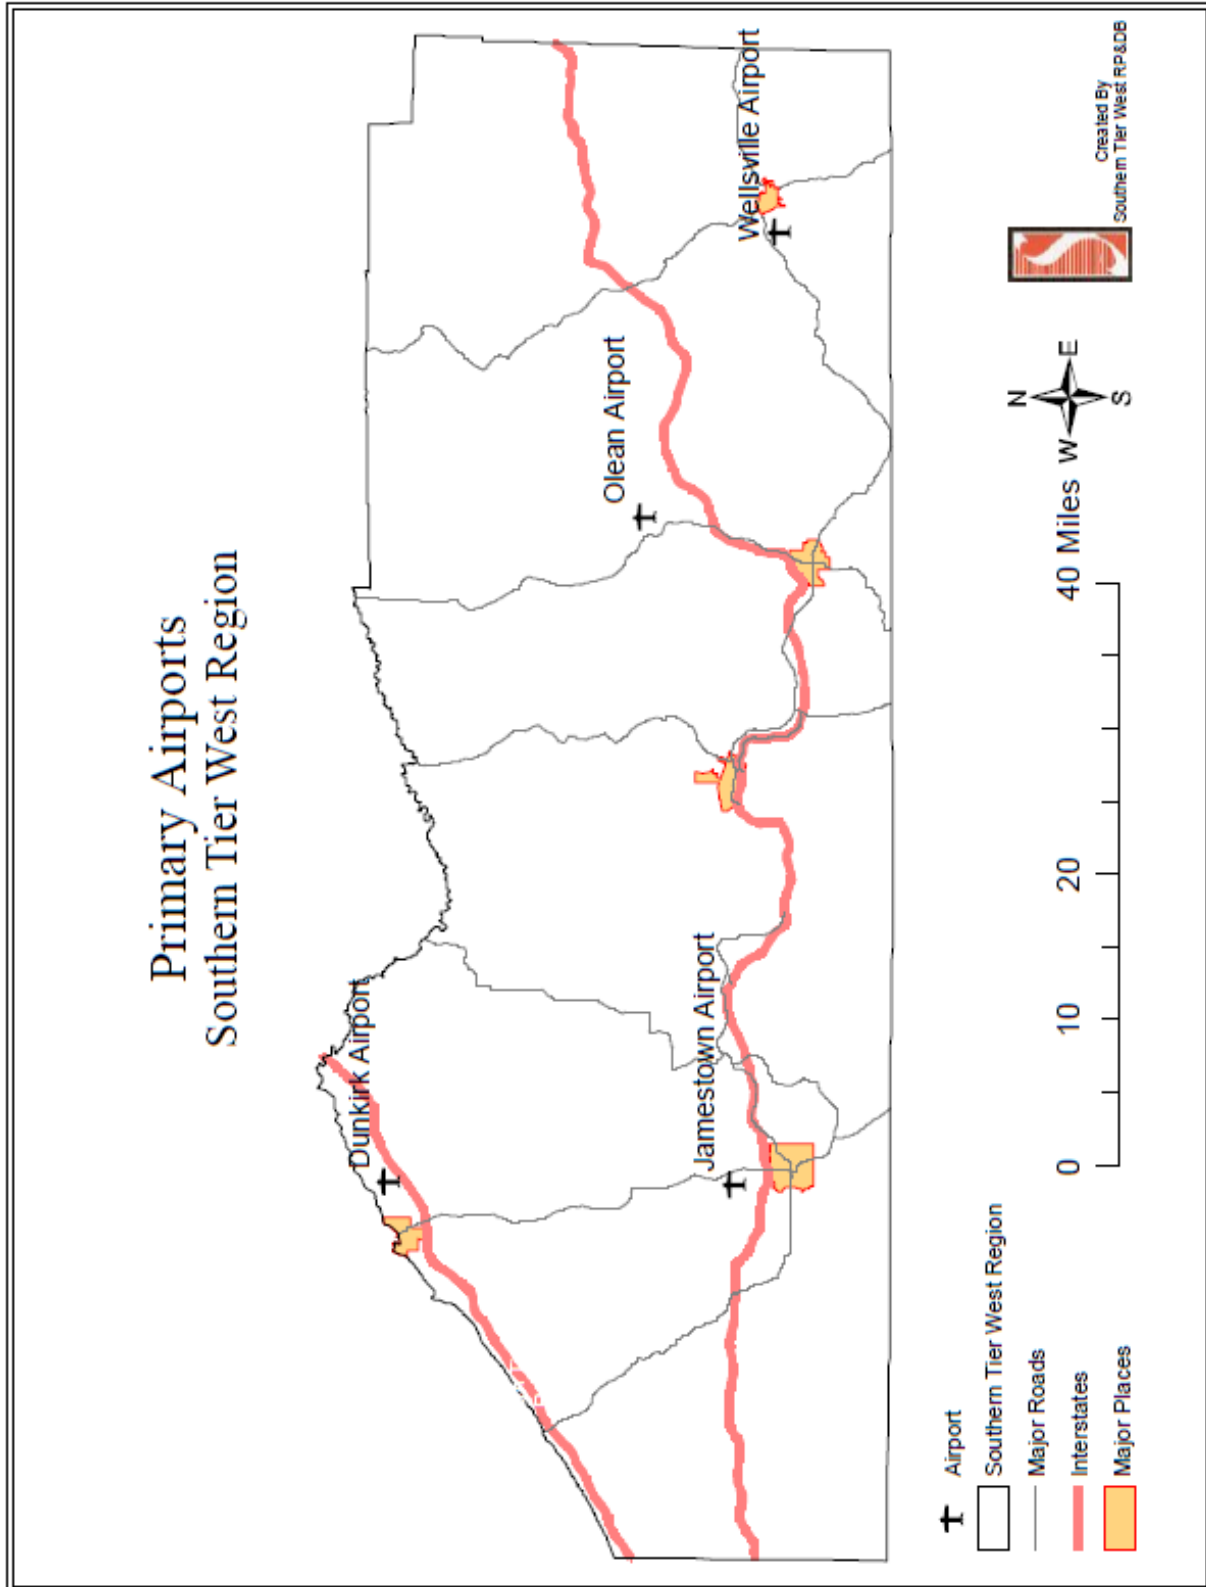 Primary Airports
Southern Tier West Region
Dunkirk Airport
Olean Airport
Jamestown Airport
Wellsville Airport
Airport
Southern Tier West Region
Major Roads
Interstates
Major Places
0 10 20 40 Miles
N
W E
S
Created By
Southern Tier West RP&DB